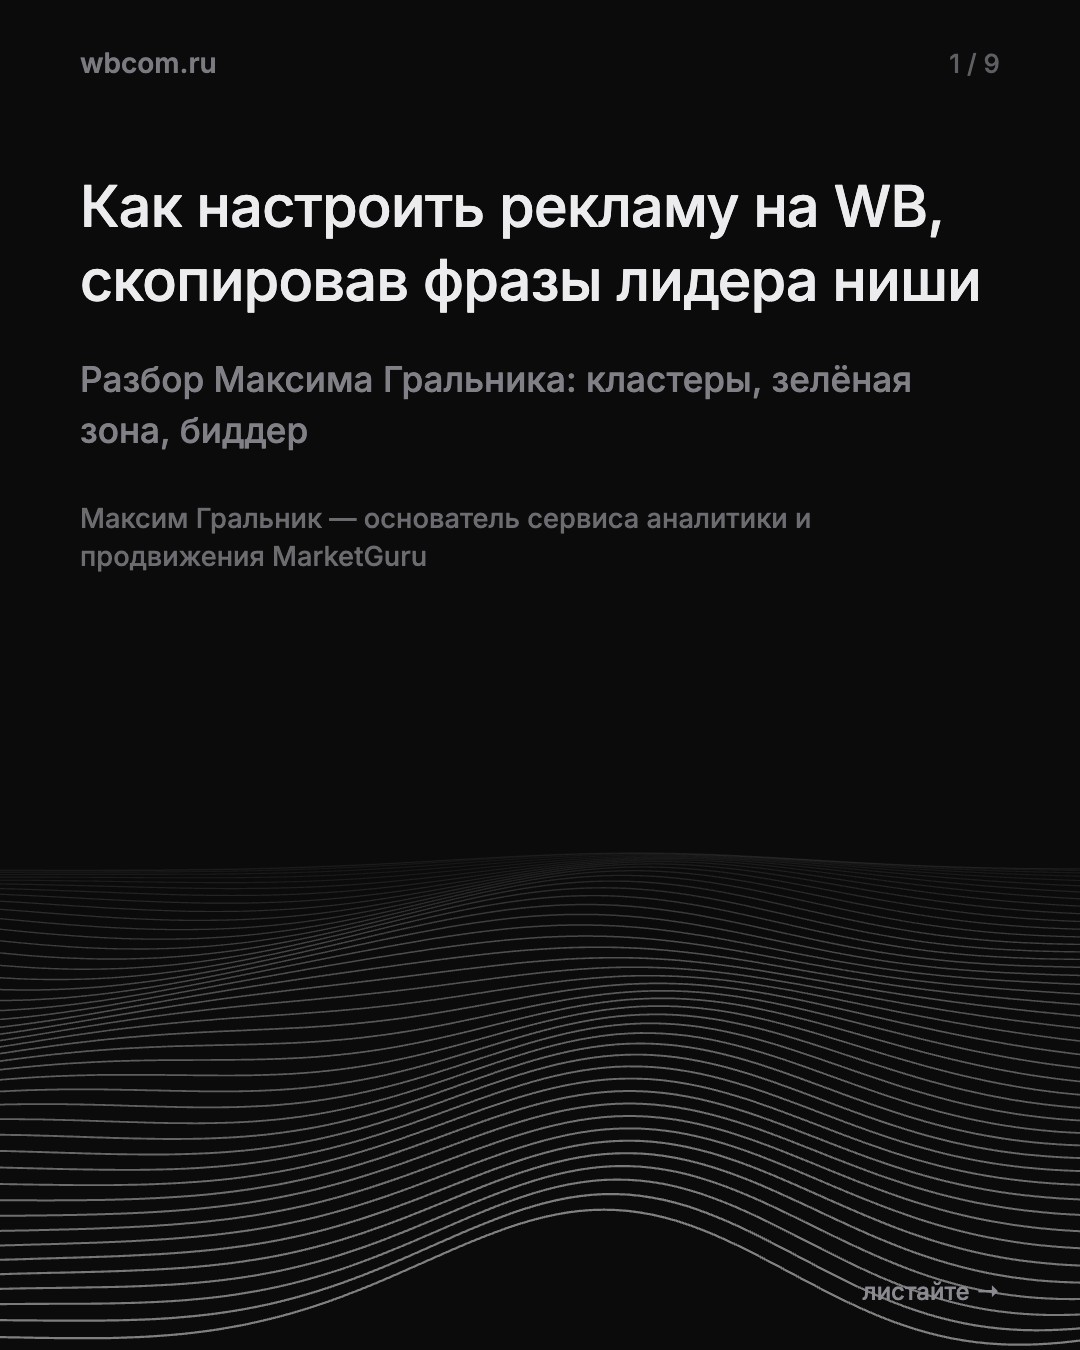 wbcom.ru
1 / 9
Как настроить рекламу на WB,
скопировав фразы лидера ниши
Разбор Максима Гральника: кластеры, зелёная
зона, биддер
Максим Гральник — основатель сервиса аналитики и
продвижения MarketGuru
листайте →